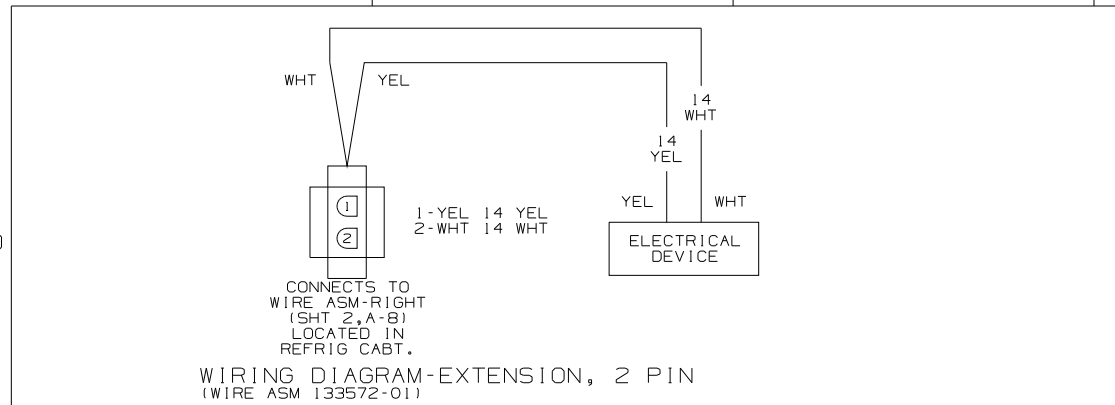 WHT YEL
14
WHT
14
YEL
YEL WHT
1
2
1-YEL 14 YEL
2-WHT 14 WHT
ELECTRICAL
DEVICE
CONNECTS TO
WIRE ASM-RIGHT
(SHT 2,A-8)
LOCATED IN
REFRIG CABT.
WIRING DIAGRAM-EXTENSION, 2 PIN
(WIRE ASM 133572-01)